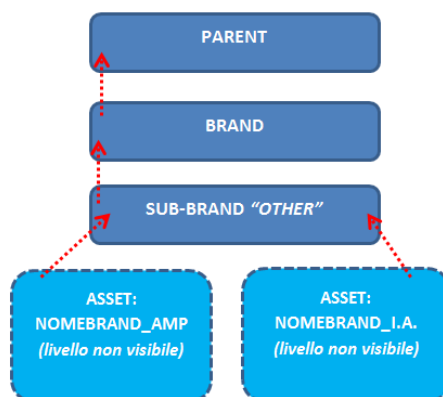 PARENT
BRAND
SUB-BRAND “OTHER”
ASSET:
NOMEBRAND_AMP
(livello non visibile)
ASSET:
NOMEBRAND_I.A.
(livello non visibile)